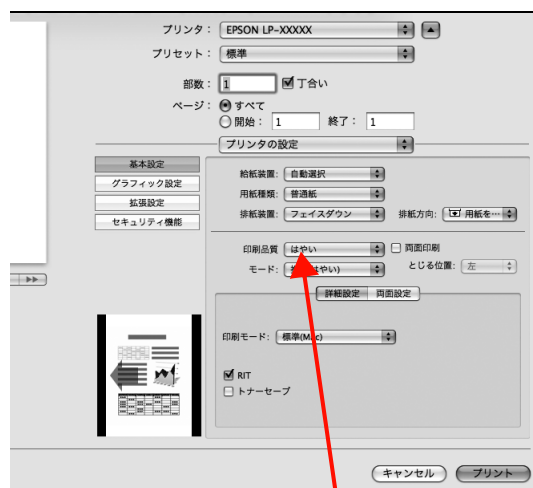 プリンタ： EPSON LP-XXXXX
プリセット： 標準
部数： 1 丁合い
ページ： すべて
開始： 1 終了： 1
プリンタの設定
基本設定
グラフィック設定
拡張設定
セキュリティ機能
給紙装置： 自動選択
用紙種類： 普通紙
排紙装置： フェイスダウン 排紙方向： 用紙を…
印刷品質 はやい 両面印刷
モード： はやい) とじる位置： 左
詳細設定 両面設定
印刷モード： 標準(Mac)
RIT
トナーセーブ
キャンセル プリント